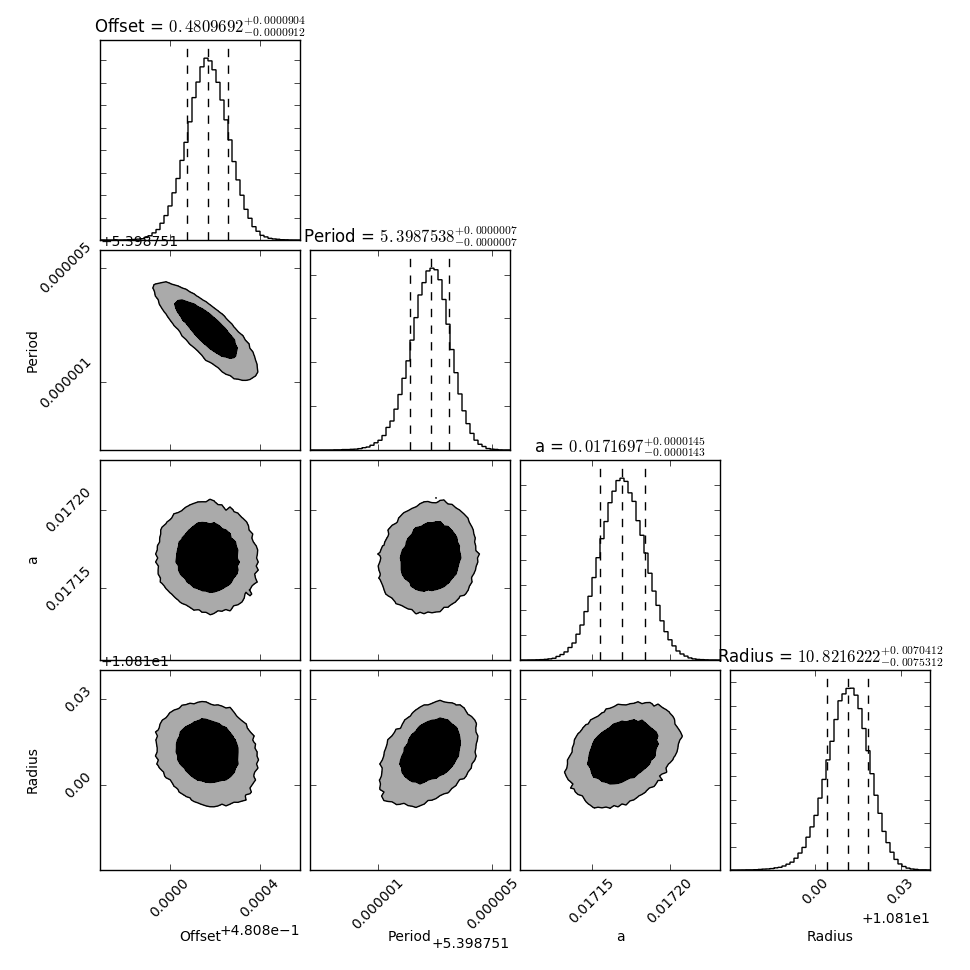 Offset = 0.4809692+0.0000904−0.0000912
+5.398751
Period = 5.3987538+0.0000007−0.0000007
0.000005
Period
0.000001
a = 0.0171697+0.0000145−0.0000143
0.01720
a
0.01715
+1.081e1
Radius = 10.8216222+0.0070412−0.0075312
0.03
Radius
0.00
0.0000 0.0004 0.000001 0.000005 0.01715 0.01720 0.00 0.03
+4.808e−1 +5.398751 +1.081e1
Offset Period a Radius